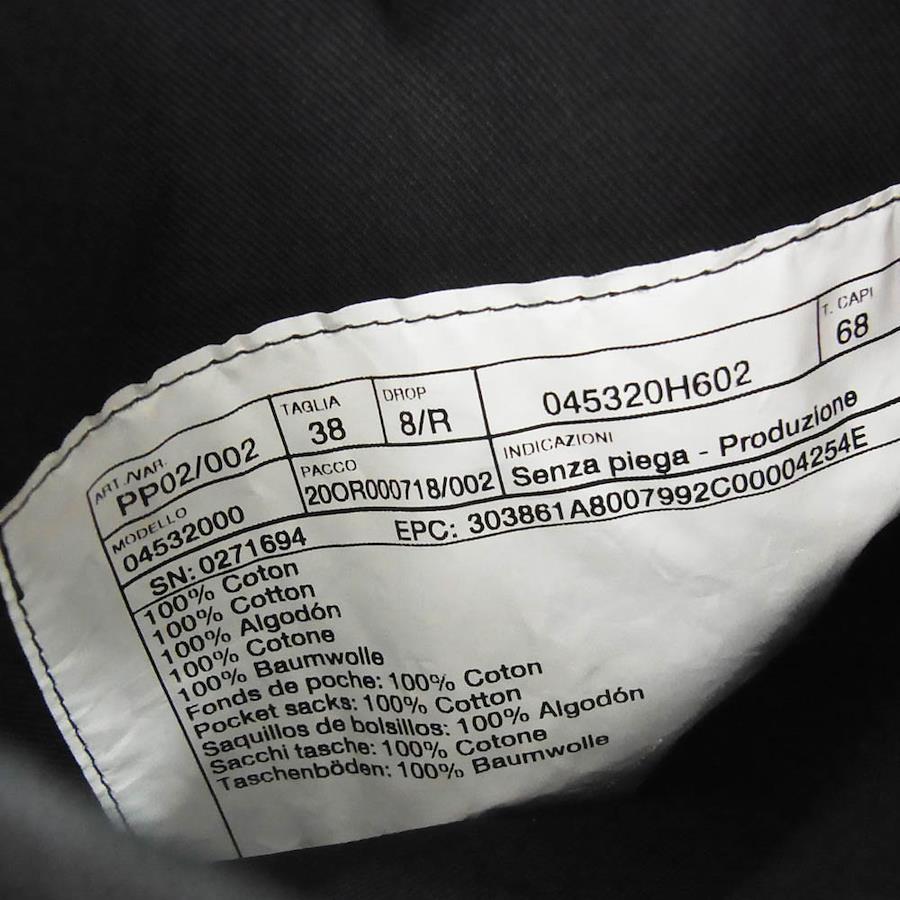 ART./VAR. TAGLIA DROP 045320H602 T. CAPI
PP02/002 38 8/R 68
MODELLO PACCO INDICAZIONI
04532000 20OR000718/002 Senza piega - Produzione
SN: 0271694 EPC: 303861A8007992C00004254E
100% Coton
100% Cotton
100% Algodón
100% Cotone
100% Baumwolle
Fonds de poche: 100% Coton
Pocket sacks: 100% Cotton
Saquillos de bolsillos: 100% Algodón
Sacchi tasche: 100% Cotone
Taschenböden: 100% Baumwolle